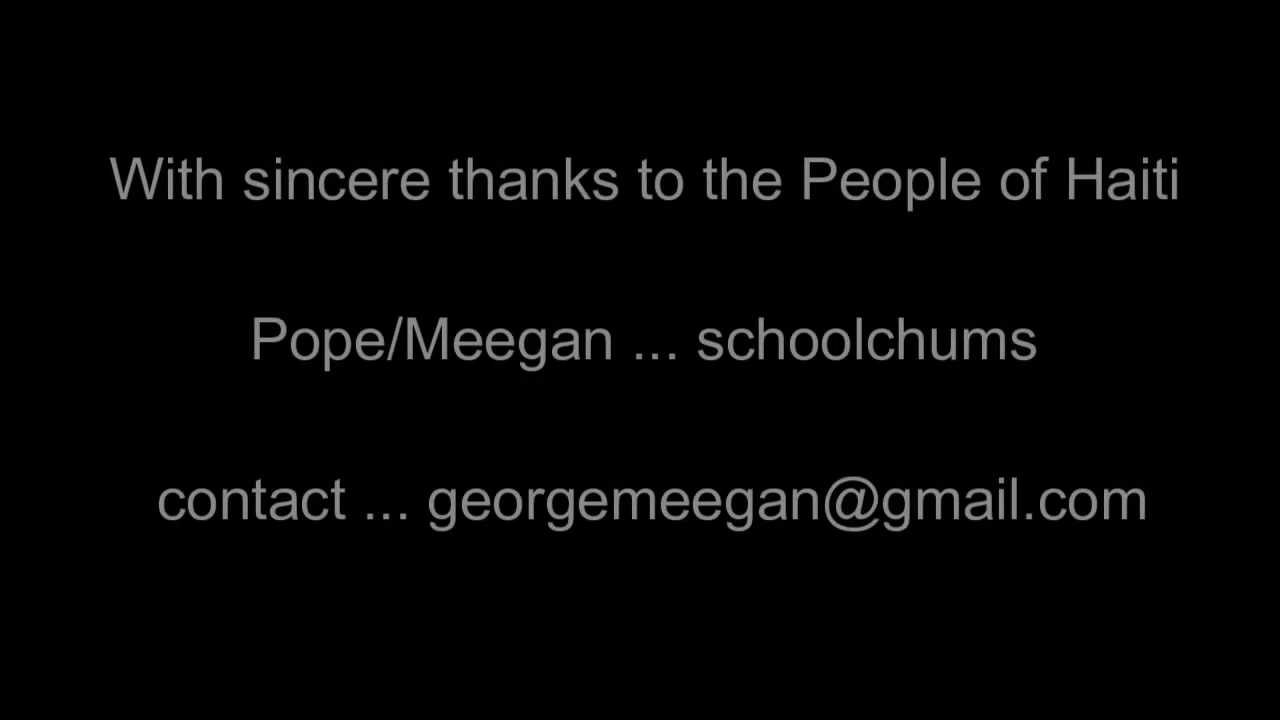 With sincere thanks to the People of Haiti
Pope/Meegan ... schoolchums
contact ... georgemeegan@gmail.com